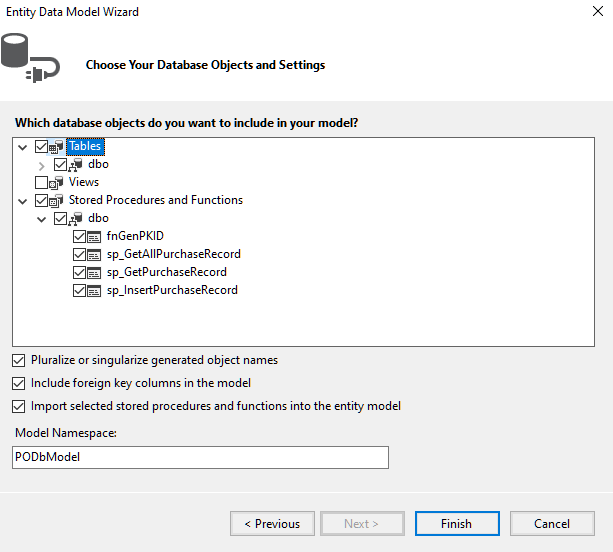 Entity Data Model Wizard
Choose Your Database Objects and Settings
Which database objects do you want to include in your model?
Tables
dbo
Views
Stored Procedures and Functions
dbo
fnGenPKID
sp_GetAllPurchaseRecord
sp_GetPurchaseRecord
sp_InsertPurchaseRecord
Pluralize or singularize generated object names
Include foreign key columns in the model
Import selected stored procedures and functions into the entity model
Model Namespace:
PODbModel
< Previous Next > Finish Cancel